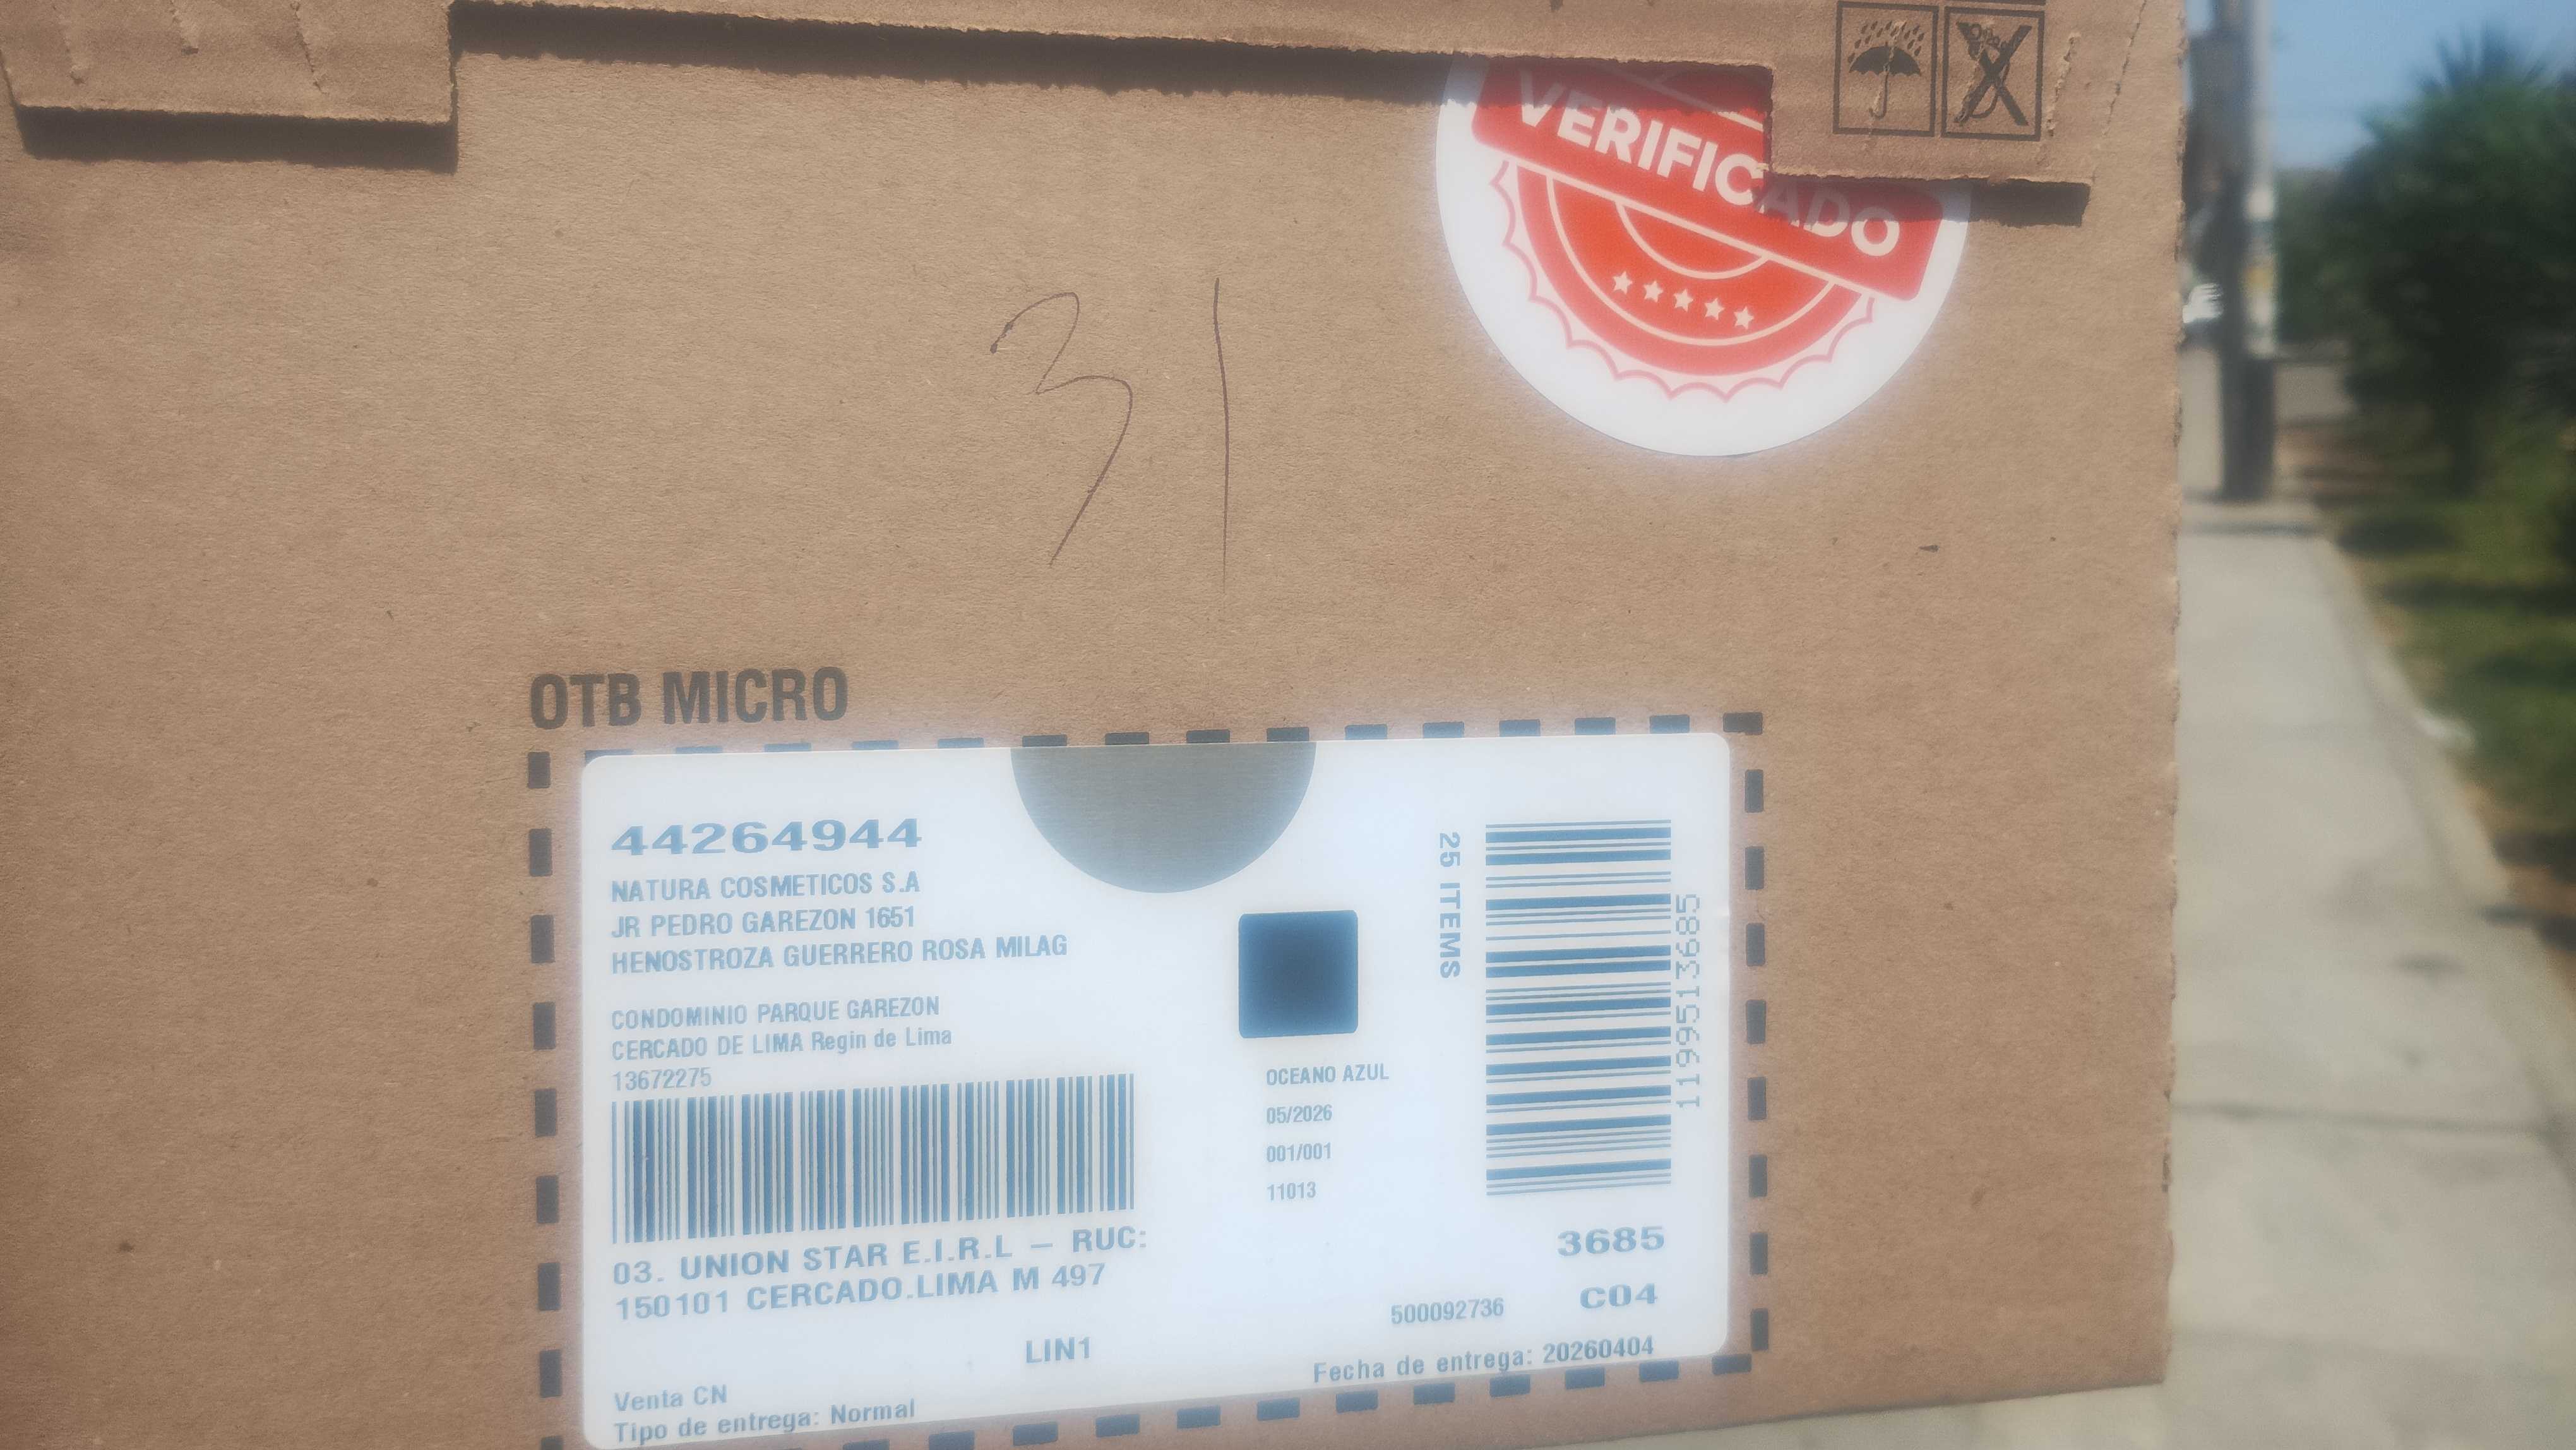 VERIFICADO
31
OTB MICRO
44264944
NATURA COSMETICOS S.A
JR PEDRO GAREZON 1651
HENOSTROZA GUERRERO ROSA MILAG
CONDOMINIO PARQUE GAREZON
CERCADO DE LIMA Regin de Lima
13672275
03. UNION STAR E.I.R.L – RUC:
150101 CERCADO.LIMA M 497
LIN1
Venta CN
Tipo de entrega: Normal
OCEANO AZUL
05/2026
001/001
11013
25 ITEMS
1199513685
3685
C04
500092736
Fecha de entrega: 20260404